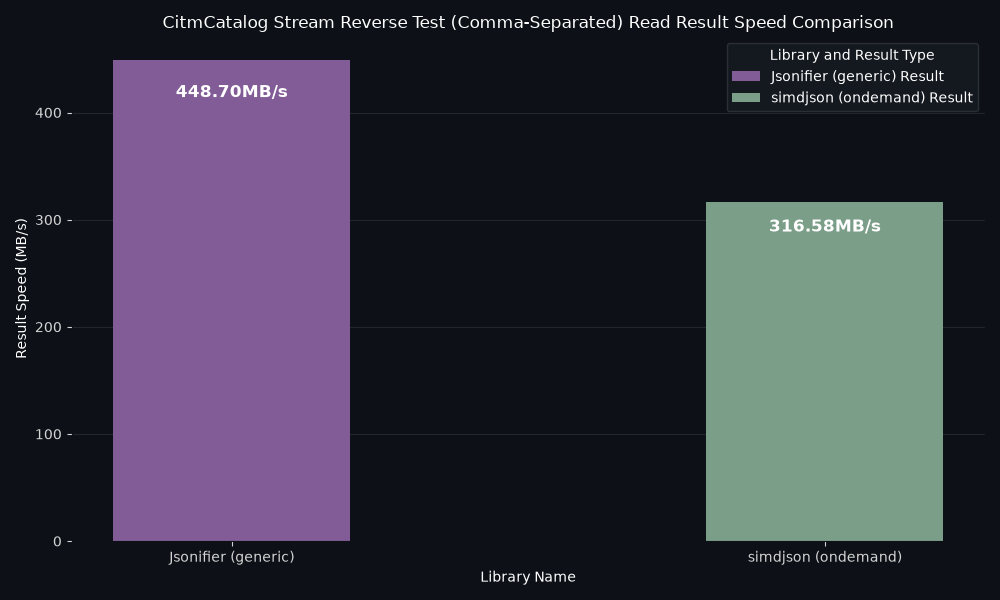 CitmCatalog Stream Reverse Test (Comma-Separated) Read Result Speed Comparison
Library and Result Type
Jsonifier (generic) Result
simdjson (ondemand) Result
448.70MB/s
316.58MB/s
Result Speed (MB/s)
400
300
200
100
0
Jsonifier (generic)
simdjson (ondemand)
Library Name